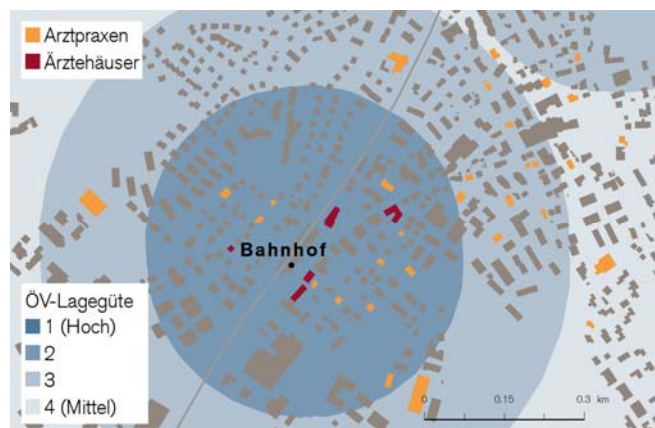 Arztpraxen
Ärztehäuser
Bahnhof
ÖV-Lagegüte
1 (Hoch)
2
3
4 (Mittel)
0 0.15 0.3 km